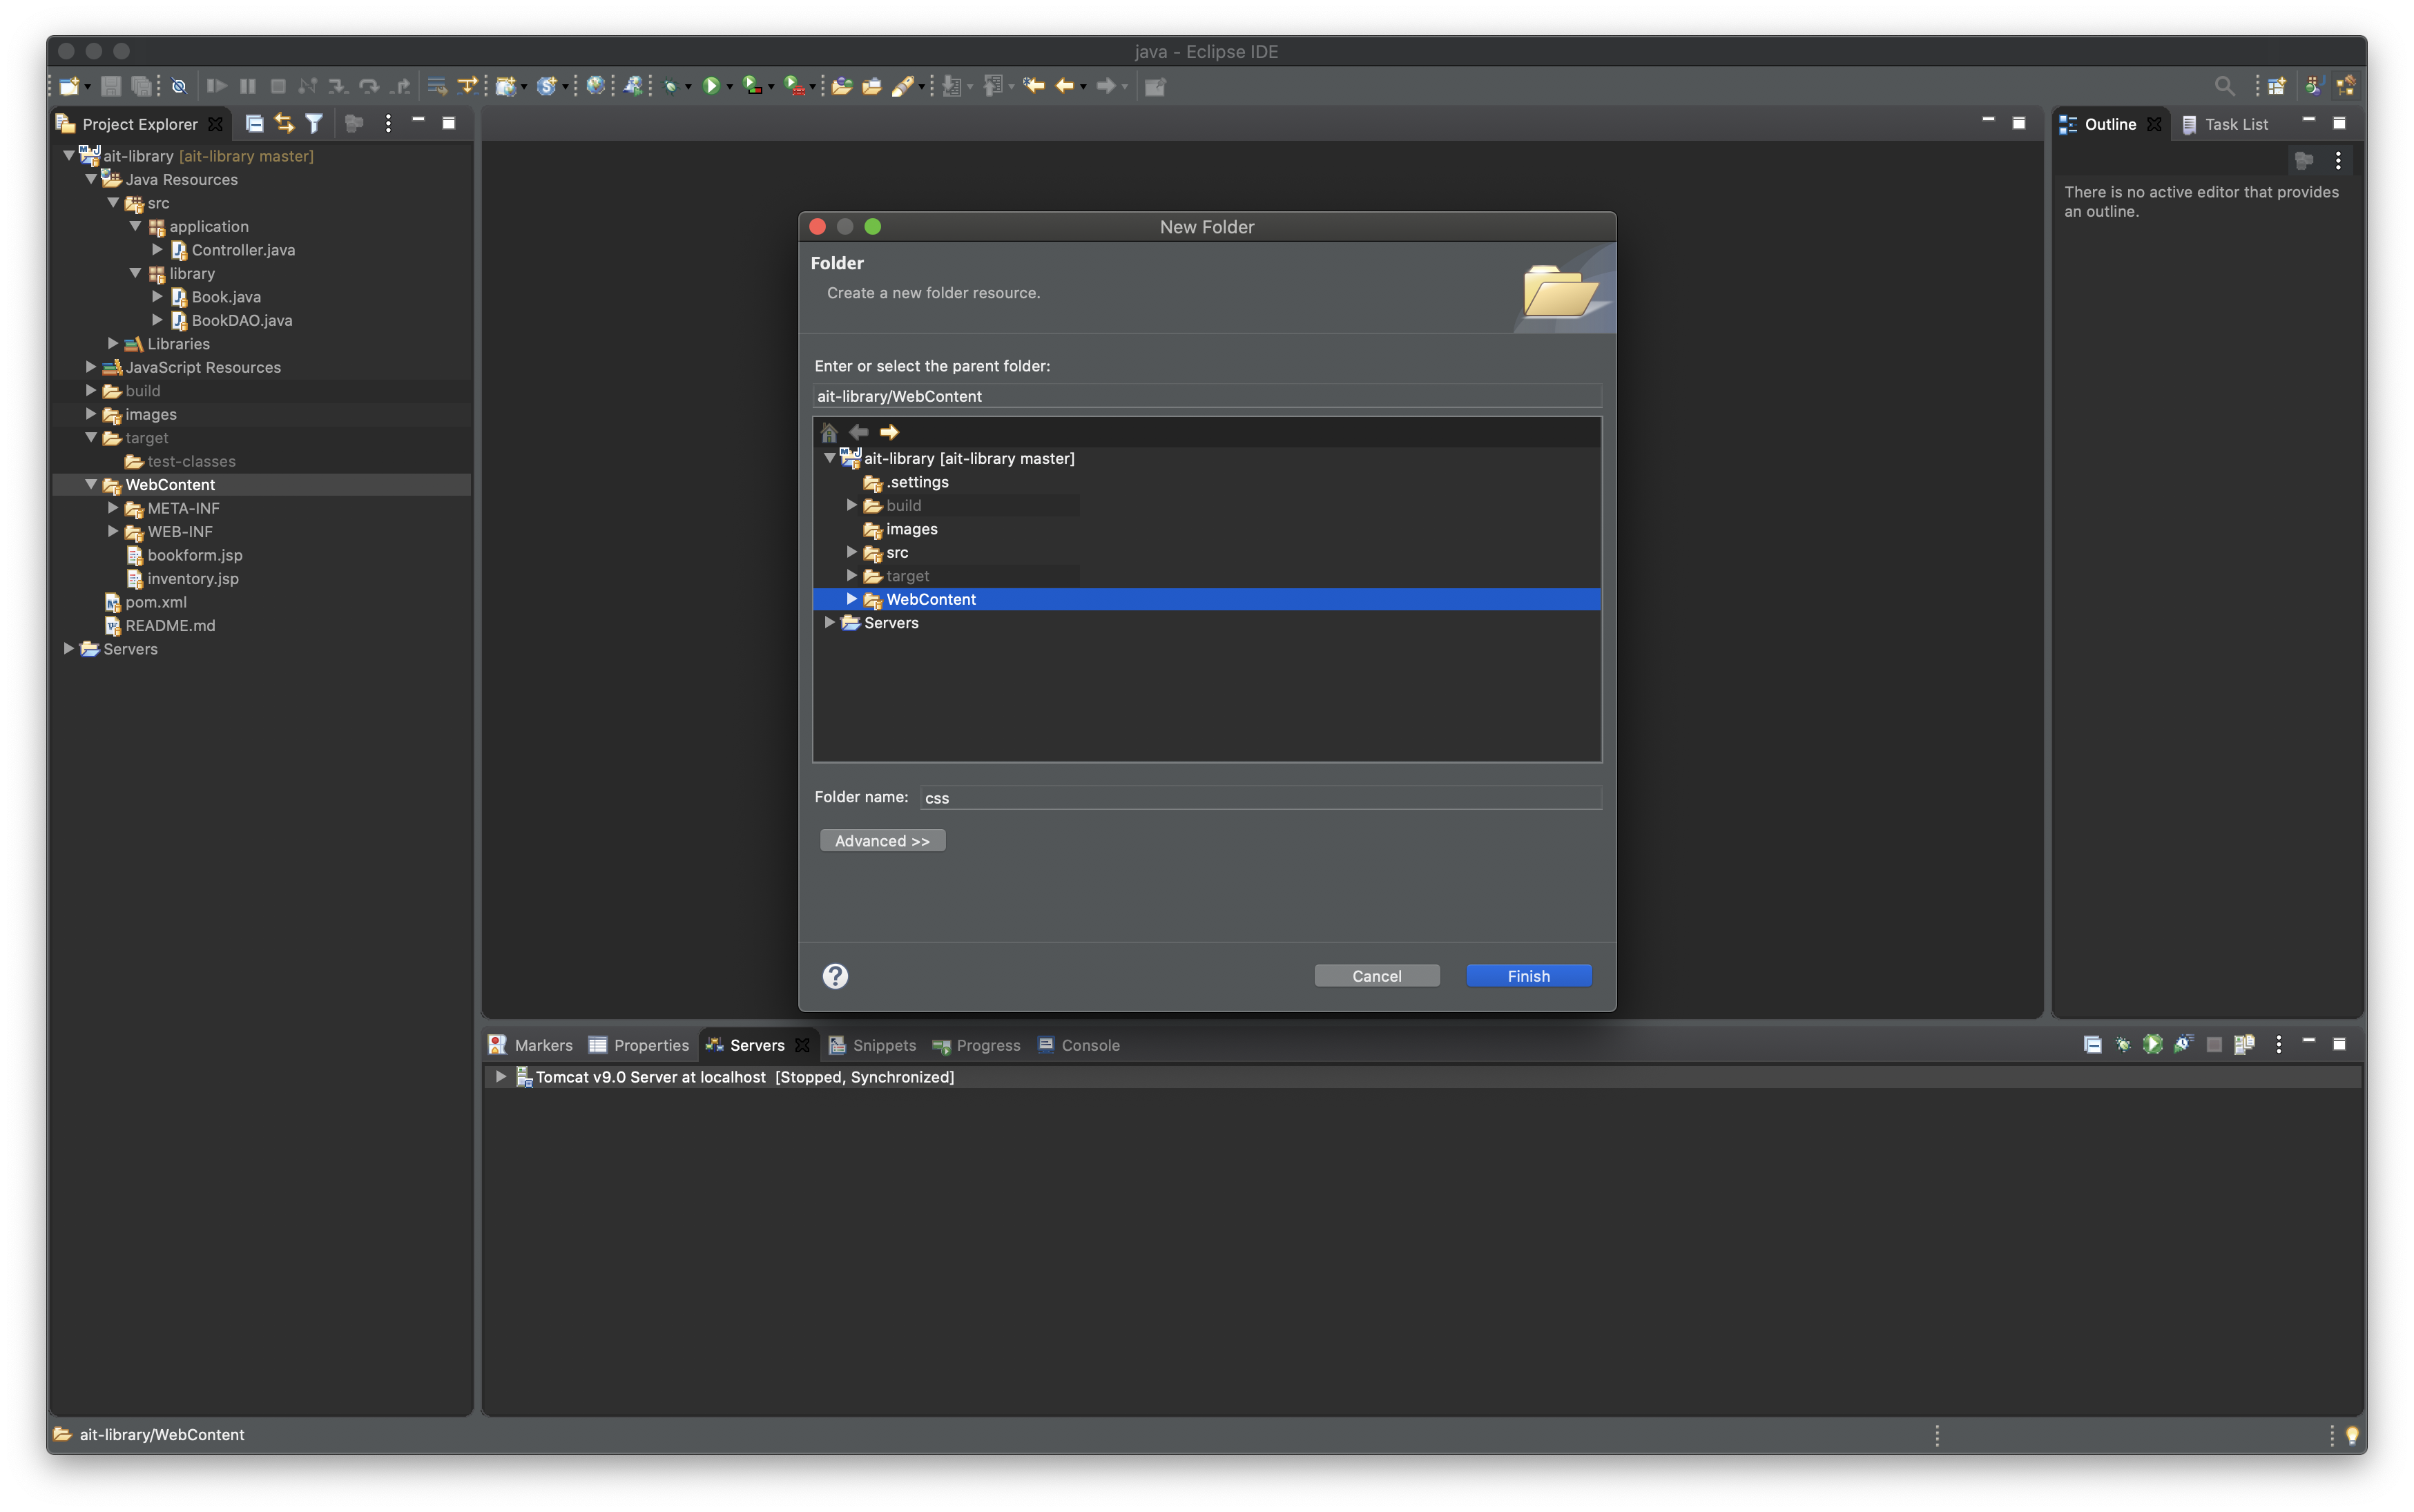 java - Eclipse IDE
Project Explorer
ait-library [ait-library master]
Java Resources
src
application
Controller.java
library
Book.java
BookDAO.java
Libraries
JavaScript Resources
build
images
target
test-classes
WebContent
META-INF
WEB-INF
bookform.jsp
inventory.jsp
pom.xml
README.md
Servers
New Folder
Folder
Create a new folder resource.
Enter or select the parent folder:
ait-library/WebContent
ait-library [ait-library master]
.settings
build
images
src
target
WebContent
Servers
Folder name: css
Advanced >>
?
Cancel Finish
Outline Task List
There is no active editor that provides
an outline.
Markers Properties Servers Snippets Progress Console
Tomcat v9.0 Server at localhost [Stopped, Synchronized]
ait-library/WebContent